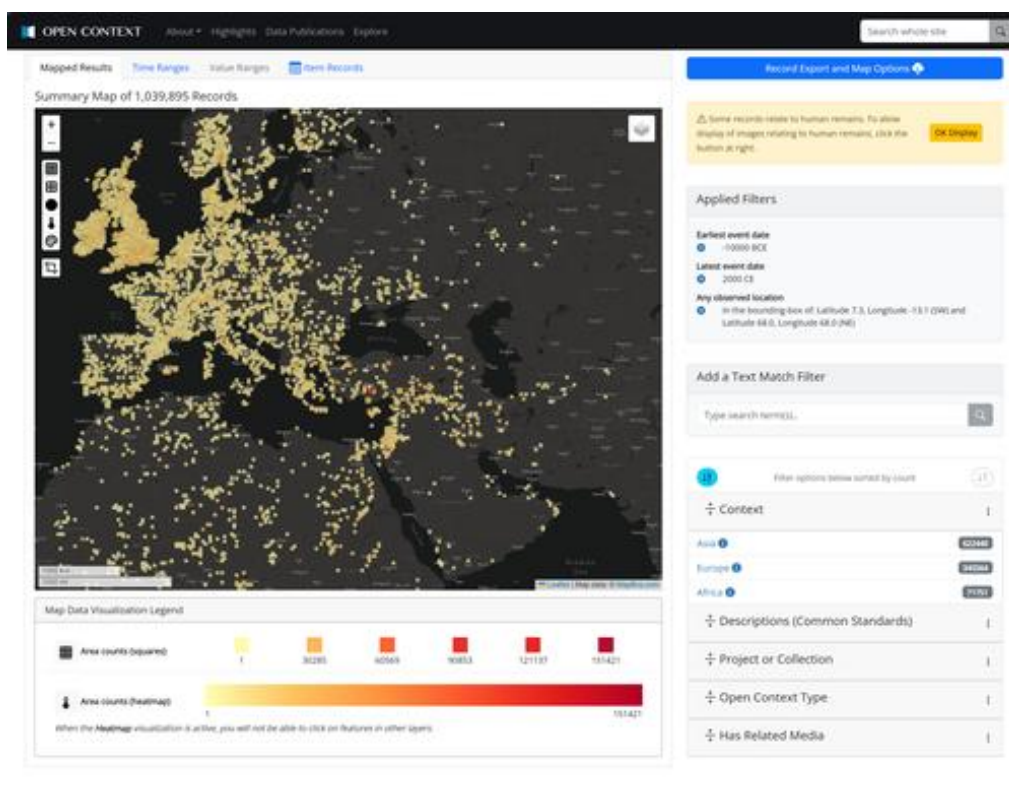 OPEN CONTEXT About Highlights Data Publications Explore Search whole site
Mapped Results Time Ranges Value Ranges Item Records
Summary Map of 1,039,895 Records
+
−
Leaflet | Map data: © MapBox.com
Map Data Visualization Legend
Area counts (squares)
1 30285 60569 90853 121137 151421
Area counts (heatmap)
1 151421
When the Heatmap visualization is active, you will not be able to click on features in other layers.
Record Export and Map Options
Some records relate to human remains. To allow
display of images relating to human remains, click the
button at right.
OK Display
Applied Filters
Earliest event date
-10000 BCE
Latest event date
2000 CE
Any observed location
In the bounding box of: Latitude 7.3, Longitude -13.1 (SW) and
Latitude 68.0, Longitude 68.0 (NE)
Add a Text Match Filter
Type search term(s)...
Filter options below sorted by count
Context
Asia
Europe
Africa
Descriptions (Common Standards)
Project or Collection
Open Context Type
Has Related Media